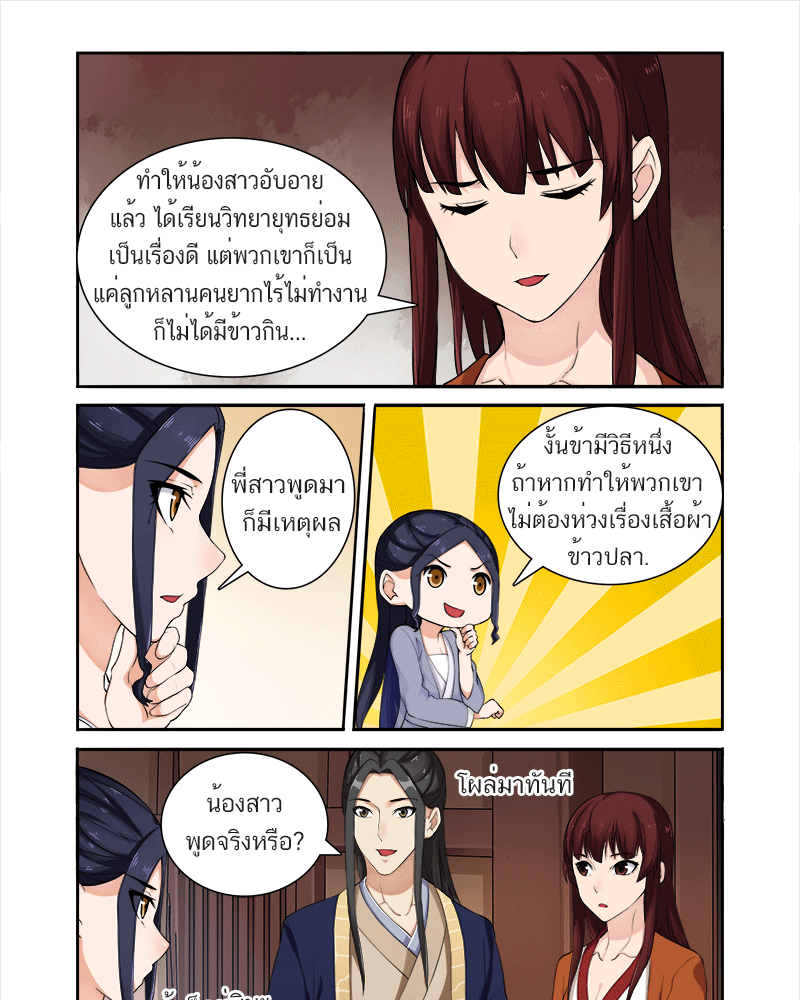 ทำให้น้องสาวอับอาย
แล้ว ได้เรียนวิทยายุทธย่อม
เป็นเรื่องดี แต่พวกเขาก็เป็น
แค่ลูกหลานคนยากไร้ไม่ทำงาน
ก็ไม่ได้มีข้าวกิน...
พี่สาวพูดมา
ก็มีเหตุผล
งั้นข้ามีวิธีหนึ่ง
ถ้าหากทำให้พวกเขา
ไม่ต้องห่วงเรื่องเสื้อผ้า
ข้าวปลา.
โผล่มาทันที
น้องสาว
พูดจริงหรือ?